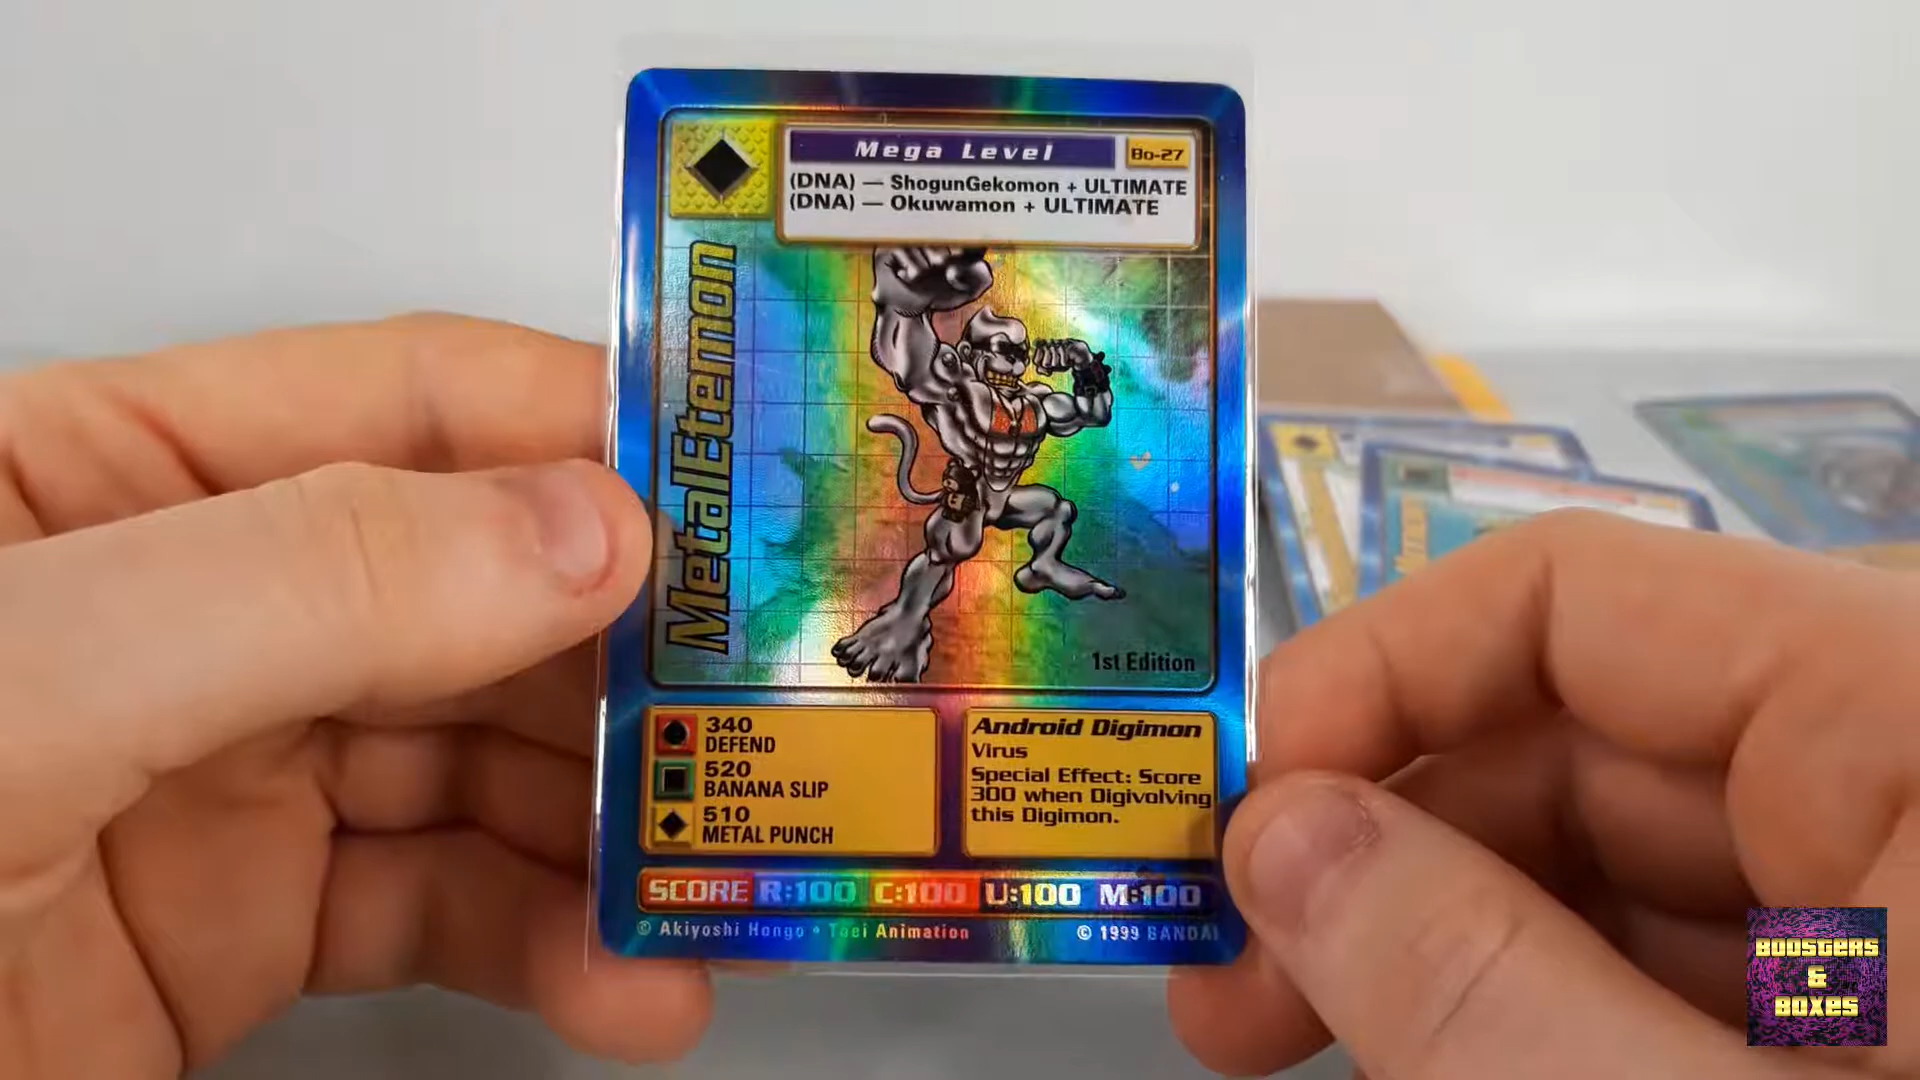 Mega Level
Bo-27
(DNA) — ShogunGekomon + ULTIMATE
(DNA) — Okuwamon + ULTIMATE
MetalEtemon
1st Edition
340
DEFEND
520
BANANA SLIP
510
METAL PUNCH
Android Digimon
Virus
Special Effect: Score
300 when Digivolving
this Digimon.
SCORE R:100 C:100 U:100 M:100
© Akiyoshi Hongo • Toei Animation
© 1999 BANDAI
BOOSTERS
&
BOXES